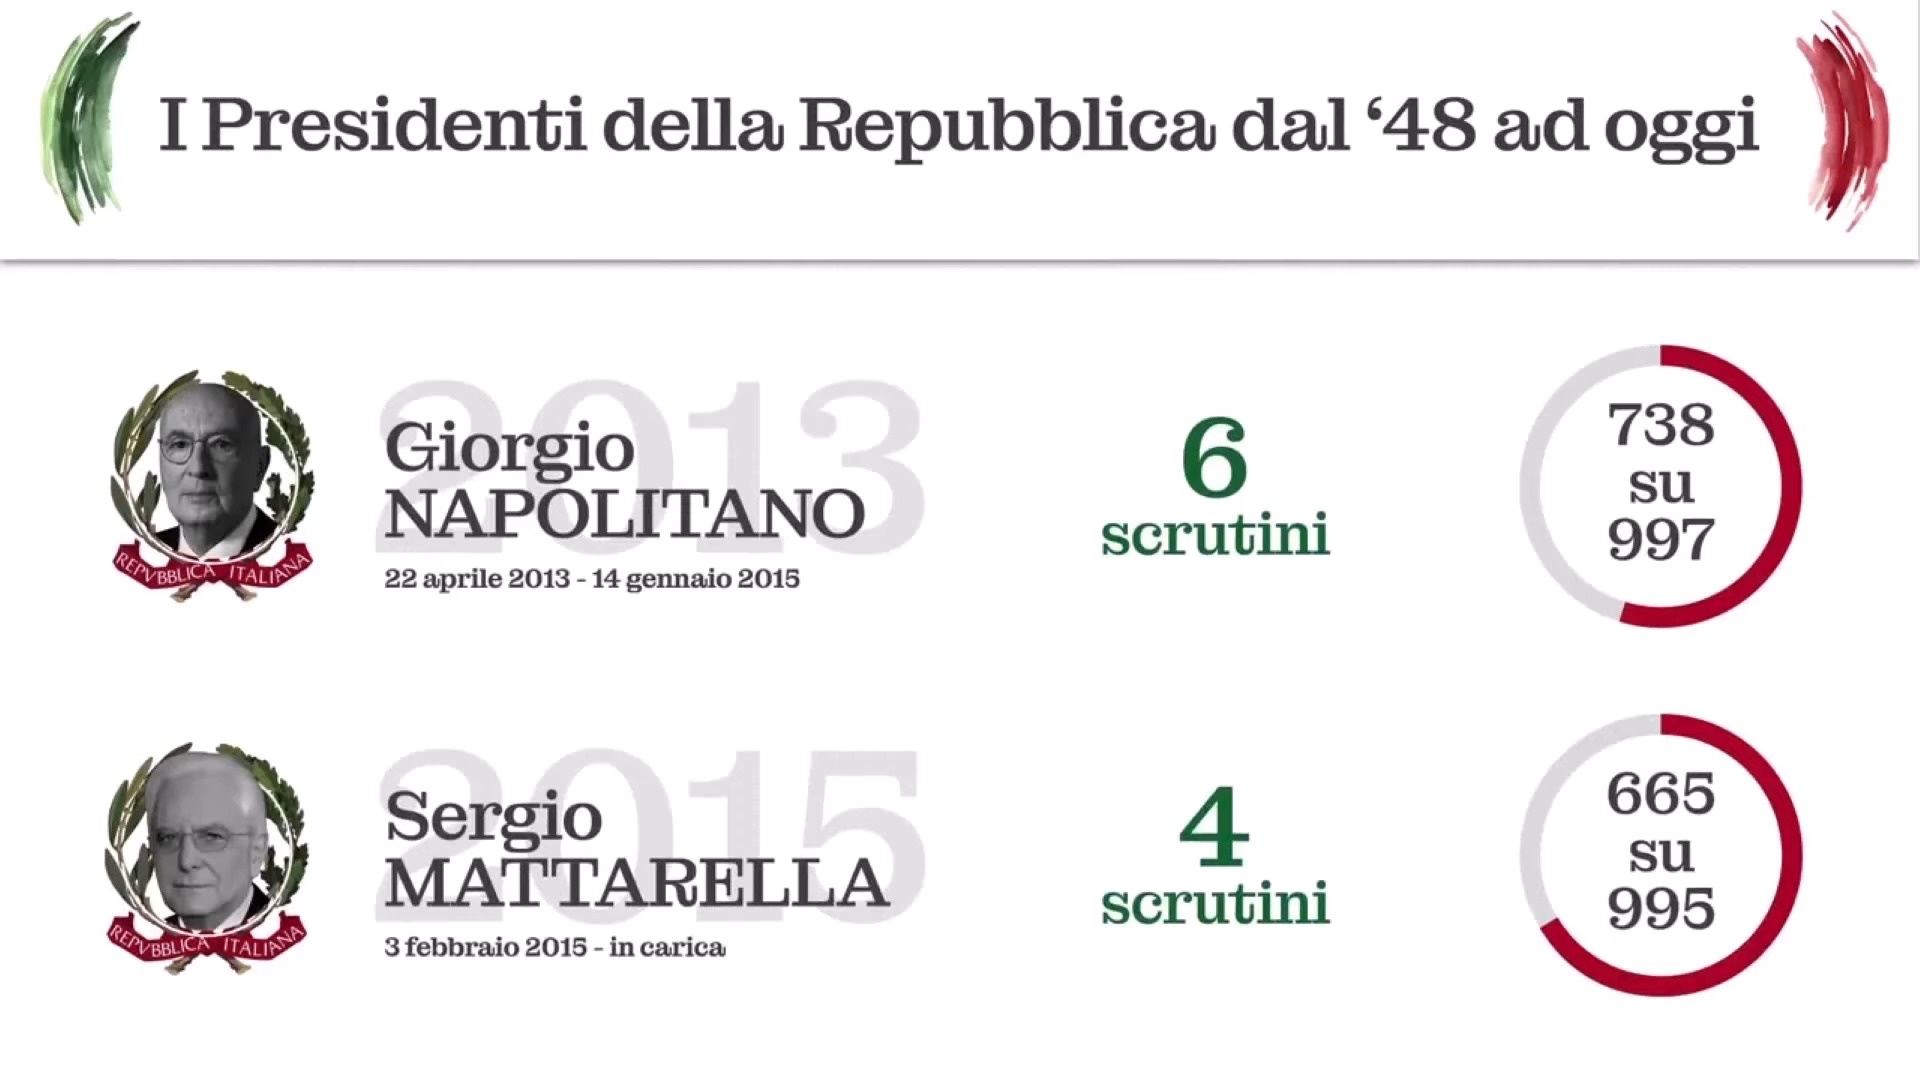 I Presidenti della Repubblica dal ‘48 ad oggi
2013
Giorgio
NAPOLITANO
22 aprile 2013 - 14 gennaio 2015
6
scrutini
738
su
997
REPVBBLICA ITALIANA
2015
Sergio
MATTARELLA
3 febbraio 2015 - in carica
4
scrutini
665
su
995
REPVBBLICA ITALIANA